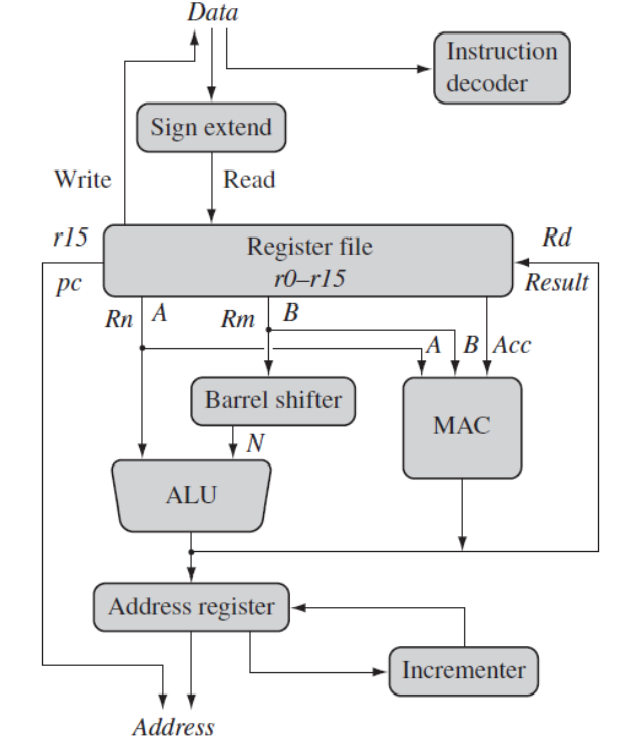 Data
Instruction
decoder
Sign extend
Write
Read
r15
Register file
Rd
pc
r0–r15
Result
Rn
A
Rm
B
A
B
Acc
Barrel shifter
MAC
N
ALU
Address register
Incrementer
Address